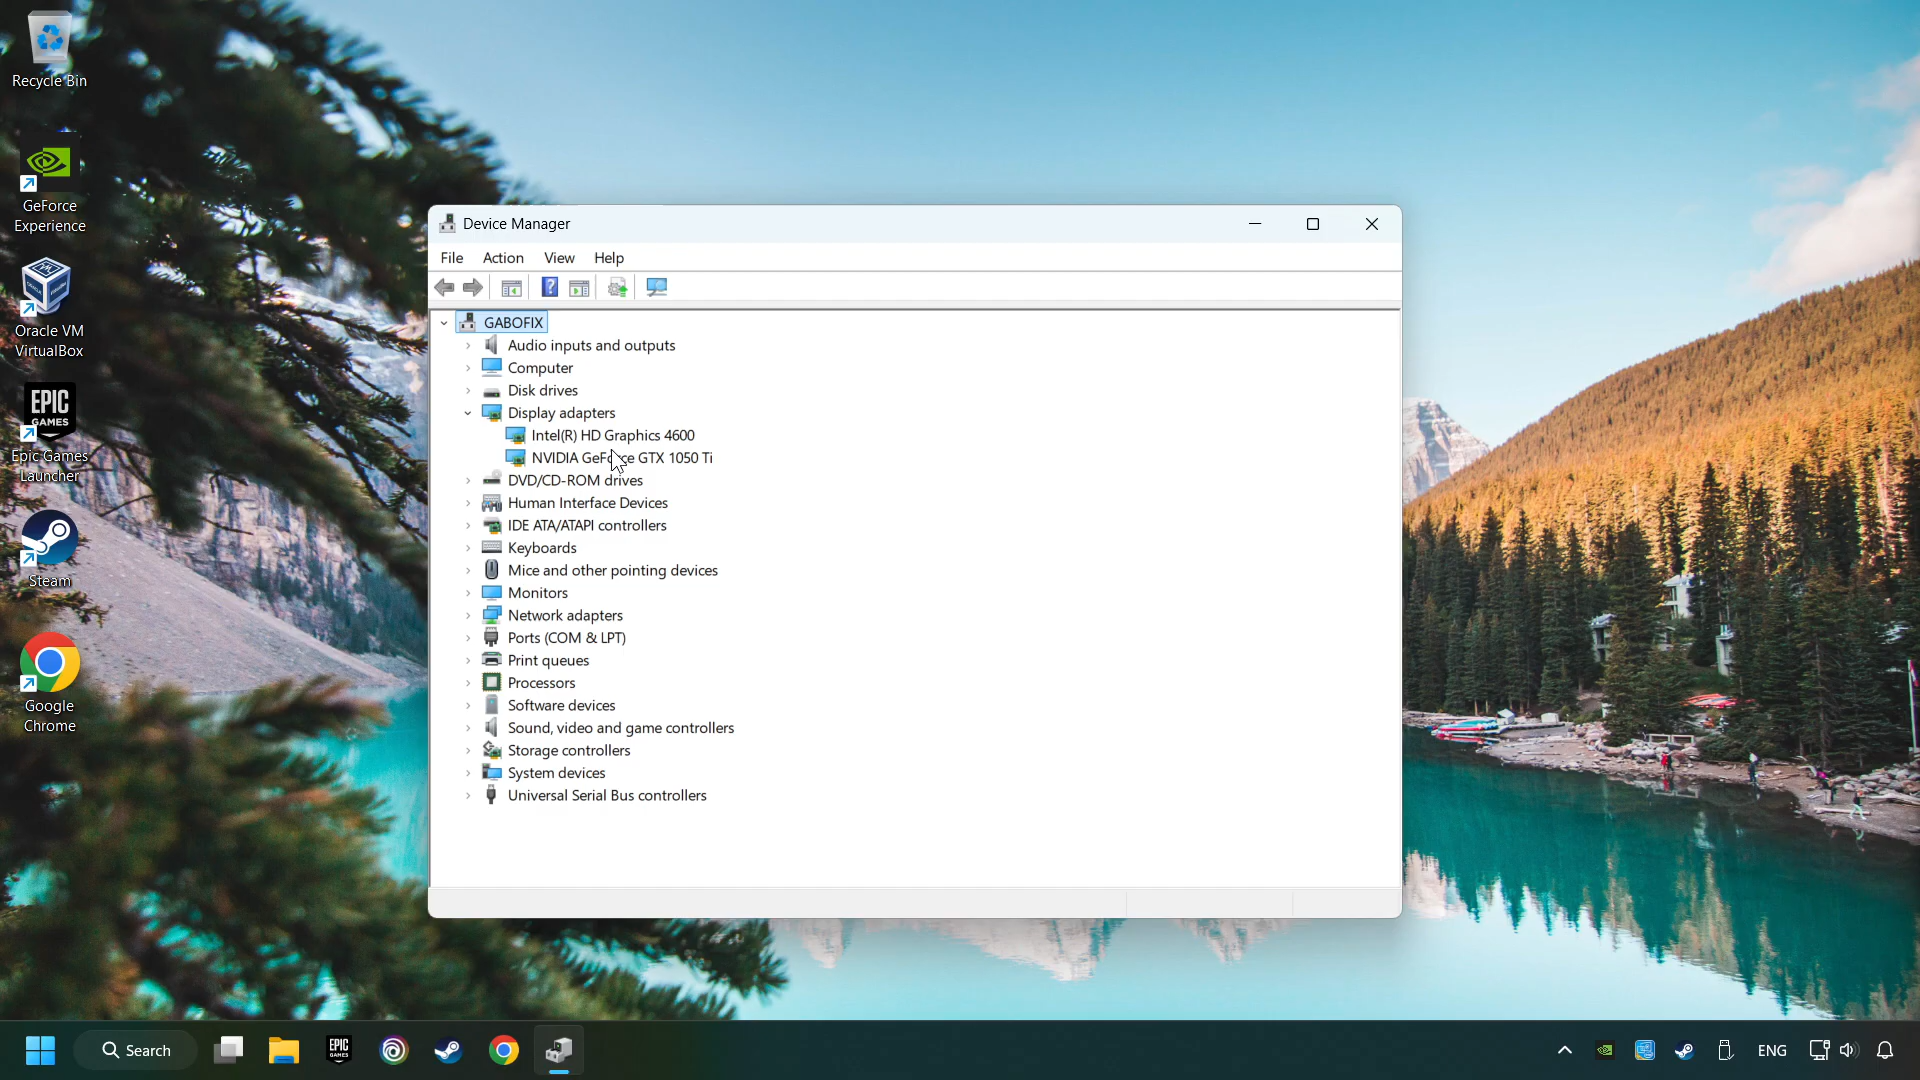 Recycle Bin
GeForce
Experience
Oracle VM
VirtualBox
EPIC
GAMES
Epic Games
Launcher
Steam
Google
Chrome
Device Manager
File Action View Help
GABOFIX
Audio inputs and outputs
Computer
Disk drives
Display adapters
Intel(R) HD Graphics 4600
NVIDIA GeForce GTX 1050 Ti
DVD/CD-ROM drives
Human Interface Devices
IDE ATA/ATAPI controllers
Keyboards
Mice and other pointing devices
Monitors
Network adapters
Ports (COM & LPT)
Print queues
Processors
Software devices
Sound, video and game controllers
Storage controllers
System devices
Universal Serial Bus controllers
Search
EPIC
GAMES
ENG